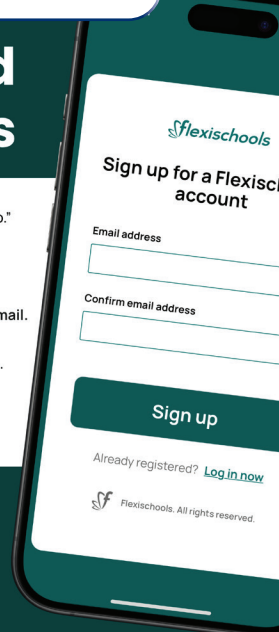 d
s
o."
mail.
.
flexischools
Sign up for a Flexisch
account
Email address
Confirm email address
Sign up
Already registered? Log in now
Flexischools. All rights reserved.